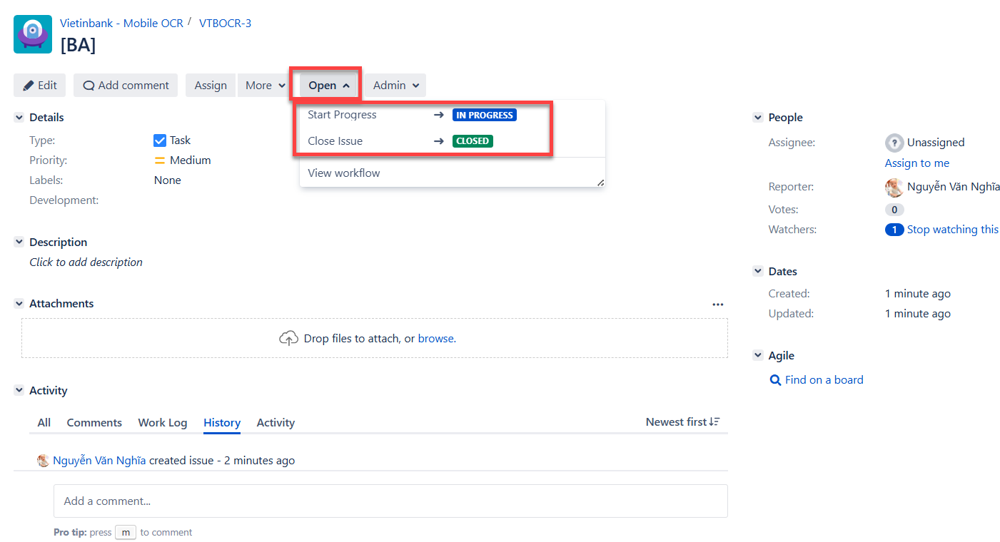 Vietinbank - Mobile OCR / VTBOCR-3
[BA]
Edit Add comment Assign More Open Admin
Start Progress → IN PROGRESS
Close Issue → CLOSED
View workflow
Details
Type: Task
Priority: Medium
Labels: None
Development:
Description
Click to add description
Attachments
Drop files to attach, or browse.
Activity
All Comments Work Log History Activity Newest first
Nguyễn Văn Nghĩa created issue - 2 minutes ago
Add a comment...
Pro tip: press m to comment
People
Assignee: ? Unassigned
Assign to me
Reporter: Nguyễn Văn Nghĩa
Votes: 0
Watchers: 1 Stop watching this
Dates
Created: 1 minute ago
Updated: 1 minute ago
Agile
Find on a board